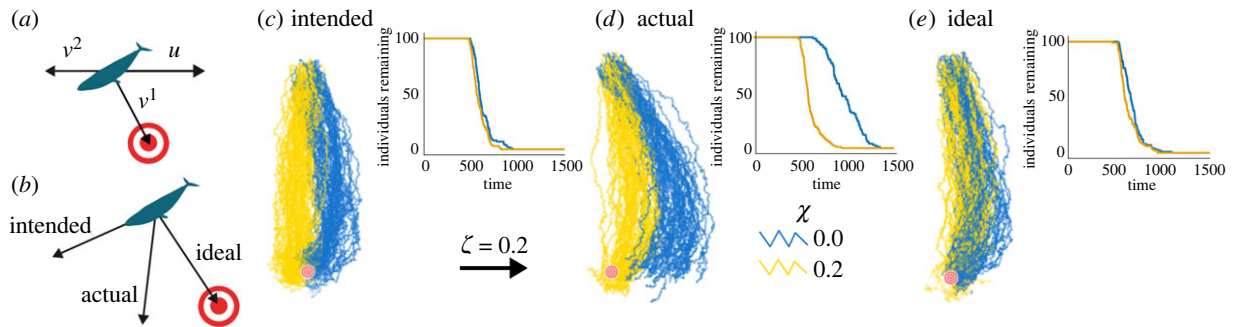 (a)
v²
u
v¹
(b)
intended
ideal
actual
(c) intended
individuals remaining
100
50
0
0 500 1000 1500
time
ζ = 0.2
(d) actual
individuals remaining
100
50
0
0 500 1000 1500
time
χ
0.0
0.2
(e) ideal
individuals remaining
100
50
0
0 500 1000 1500
time